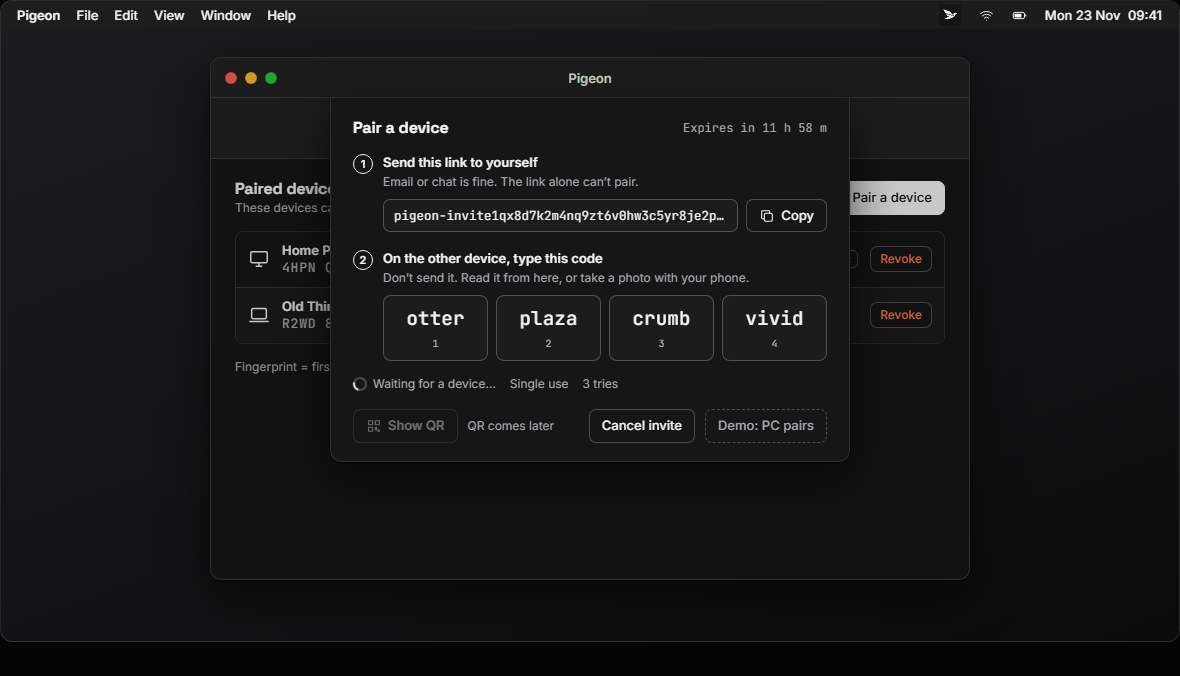 Pigeon File Edit View Window Help Mon 23 Nov 09:41
Pigeon
Pair a device Expires in 11 h 58 m
1 Send this link to yourself
Email or chat is fine. The link alone can’t pair.
pigeon-invite1qx8d7k2m4nq9zt6v0hw3c5yr8je2p… Copy
2 On the other device, type this code
Don’t send it. Read it from here, or take a photo with your phone.
otter plaza crumb vivid
1 2 3 4
Waiting for a device… Single use 3 tries
Show QR QR comes later Cancel invite Demo: PC pairs
Paired Pair a device
These devices
Home Revoke
4HPN
Old Revoke
R2WD
Fingerprint =